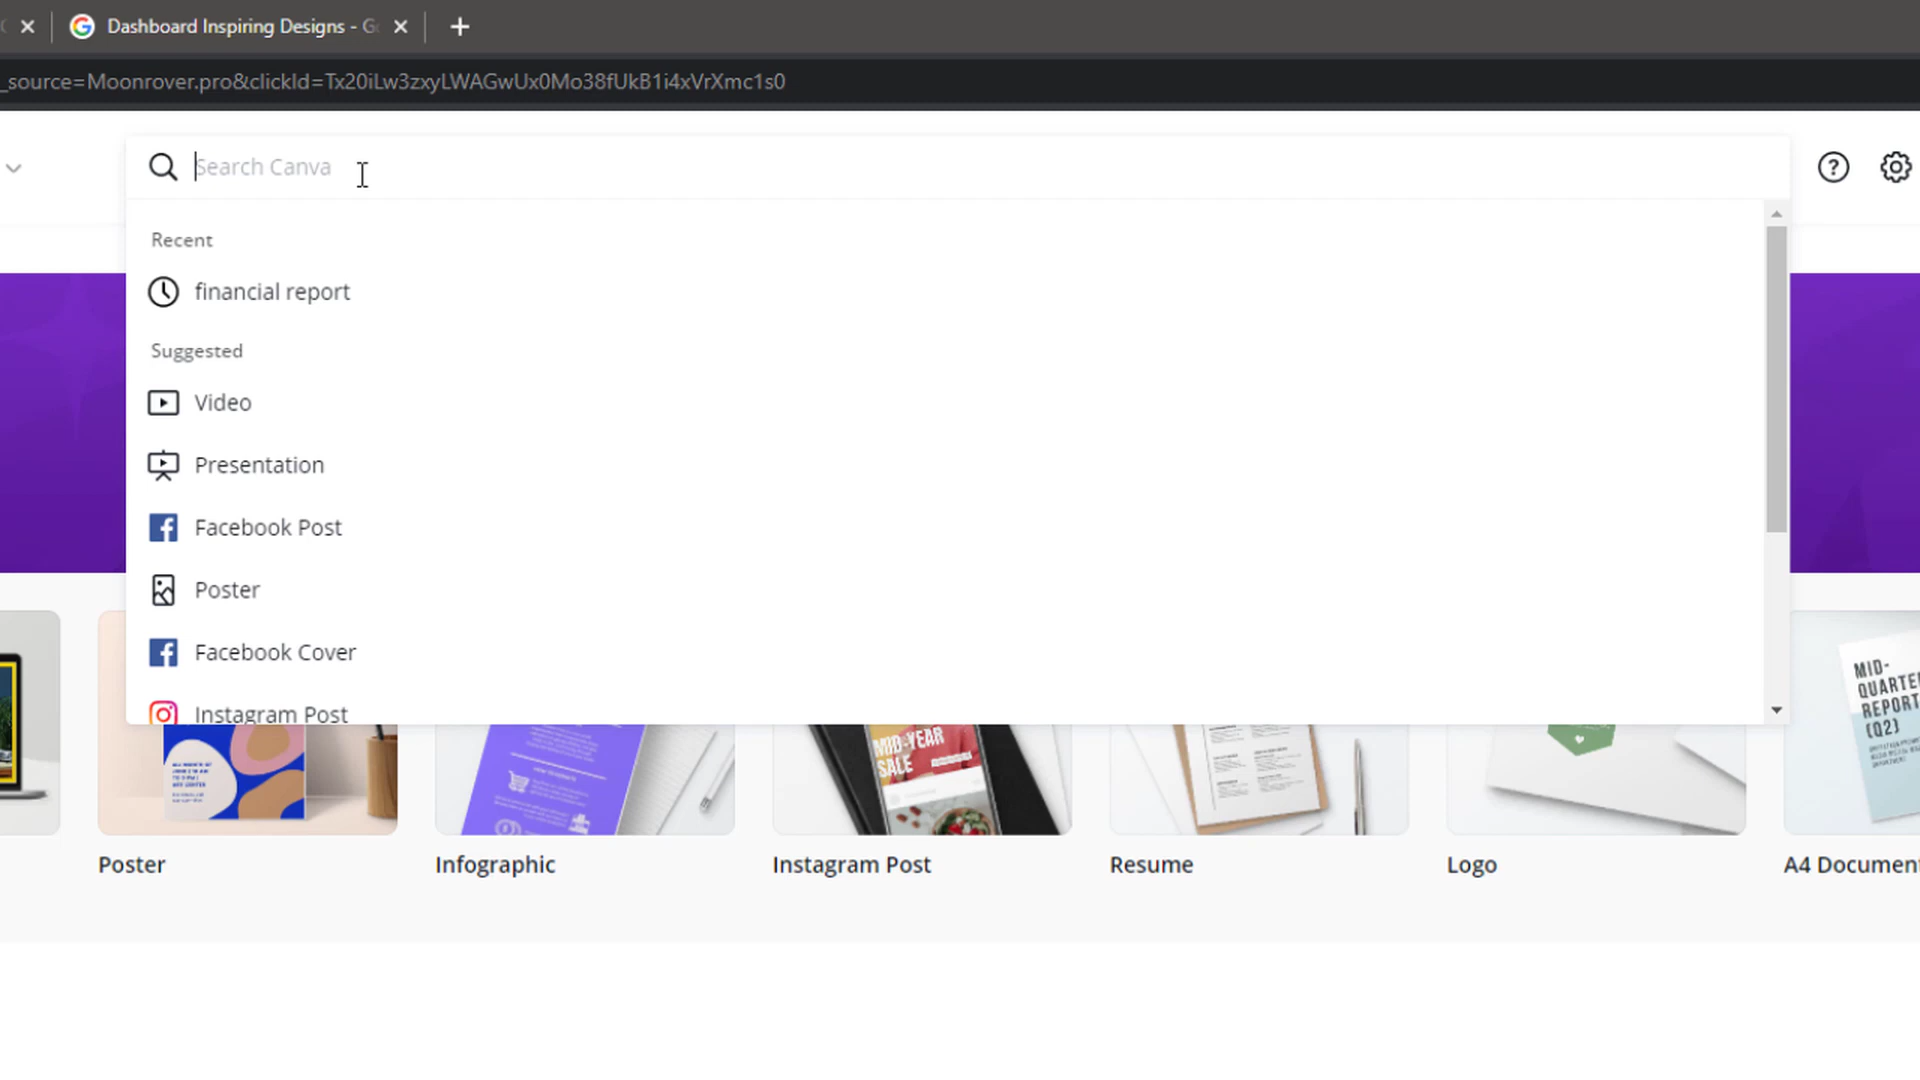 Dashboard Inspiring Designs - G
_source=Moonrover.pro&clickId=Tx20iLw3zxyLWAGwUx0Mo38fUkB1i4xVrXmc1s0
Search Canva
Recent
financial report
Suggested
Video
Presentation
Facebook Post
Poster
Facebook Cover
Instagram Post
MID-
QUARTE
REPOR
(Q2)
MID-YEAR
SALE
Poster
Infographic
Instagram Post
Resume
Logo
A4 Documen